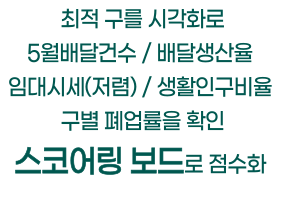 최적 구를 시각화로
5월배달건수 / 배달생산율
임대시세(저렴) / 생활인구비율
구별 폐업률을 확인
스코어링 보드로 점수화